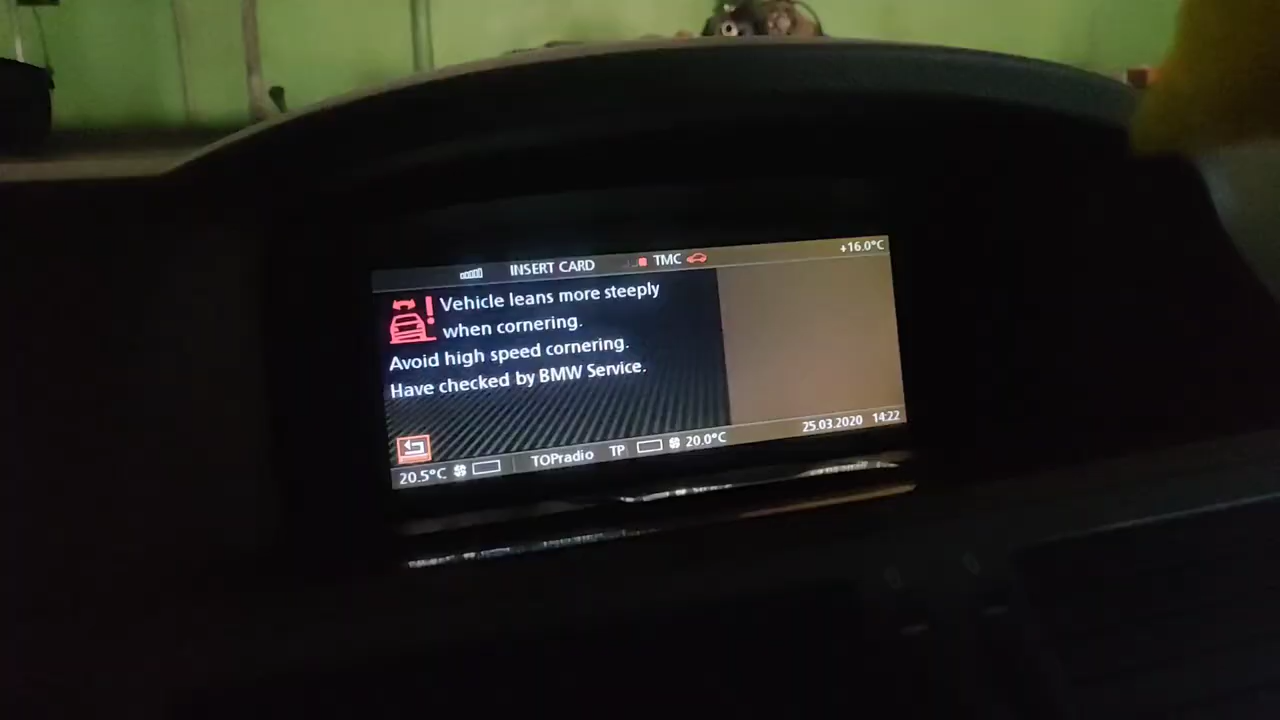 INSERT CARD TMC +16.0°C
Vehicle leans more steeply
when cornering.
Avoid high speed cornering.
Have checked by BMW Service.
25.03.2020 14:22
20.5°C TOPradio TP 20.0°C